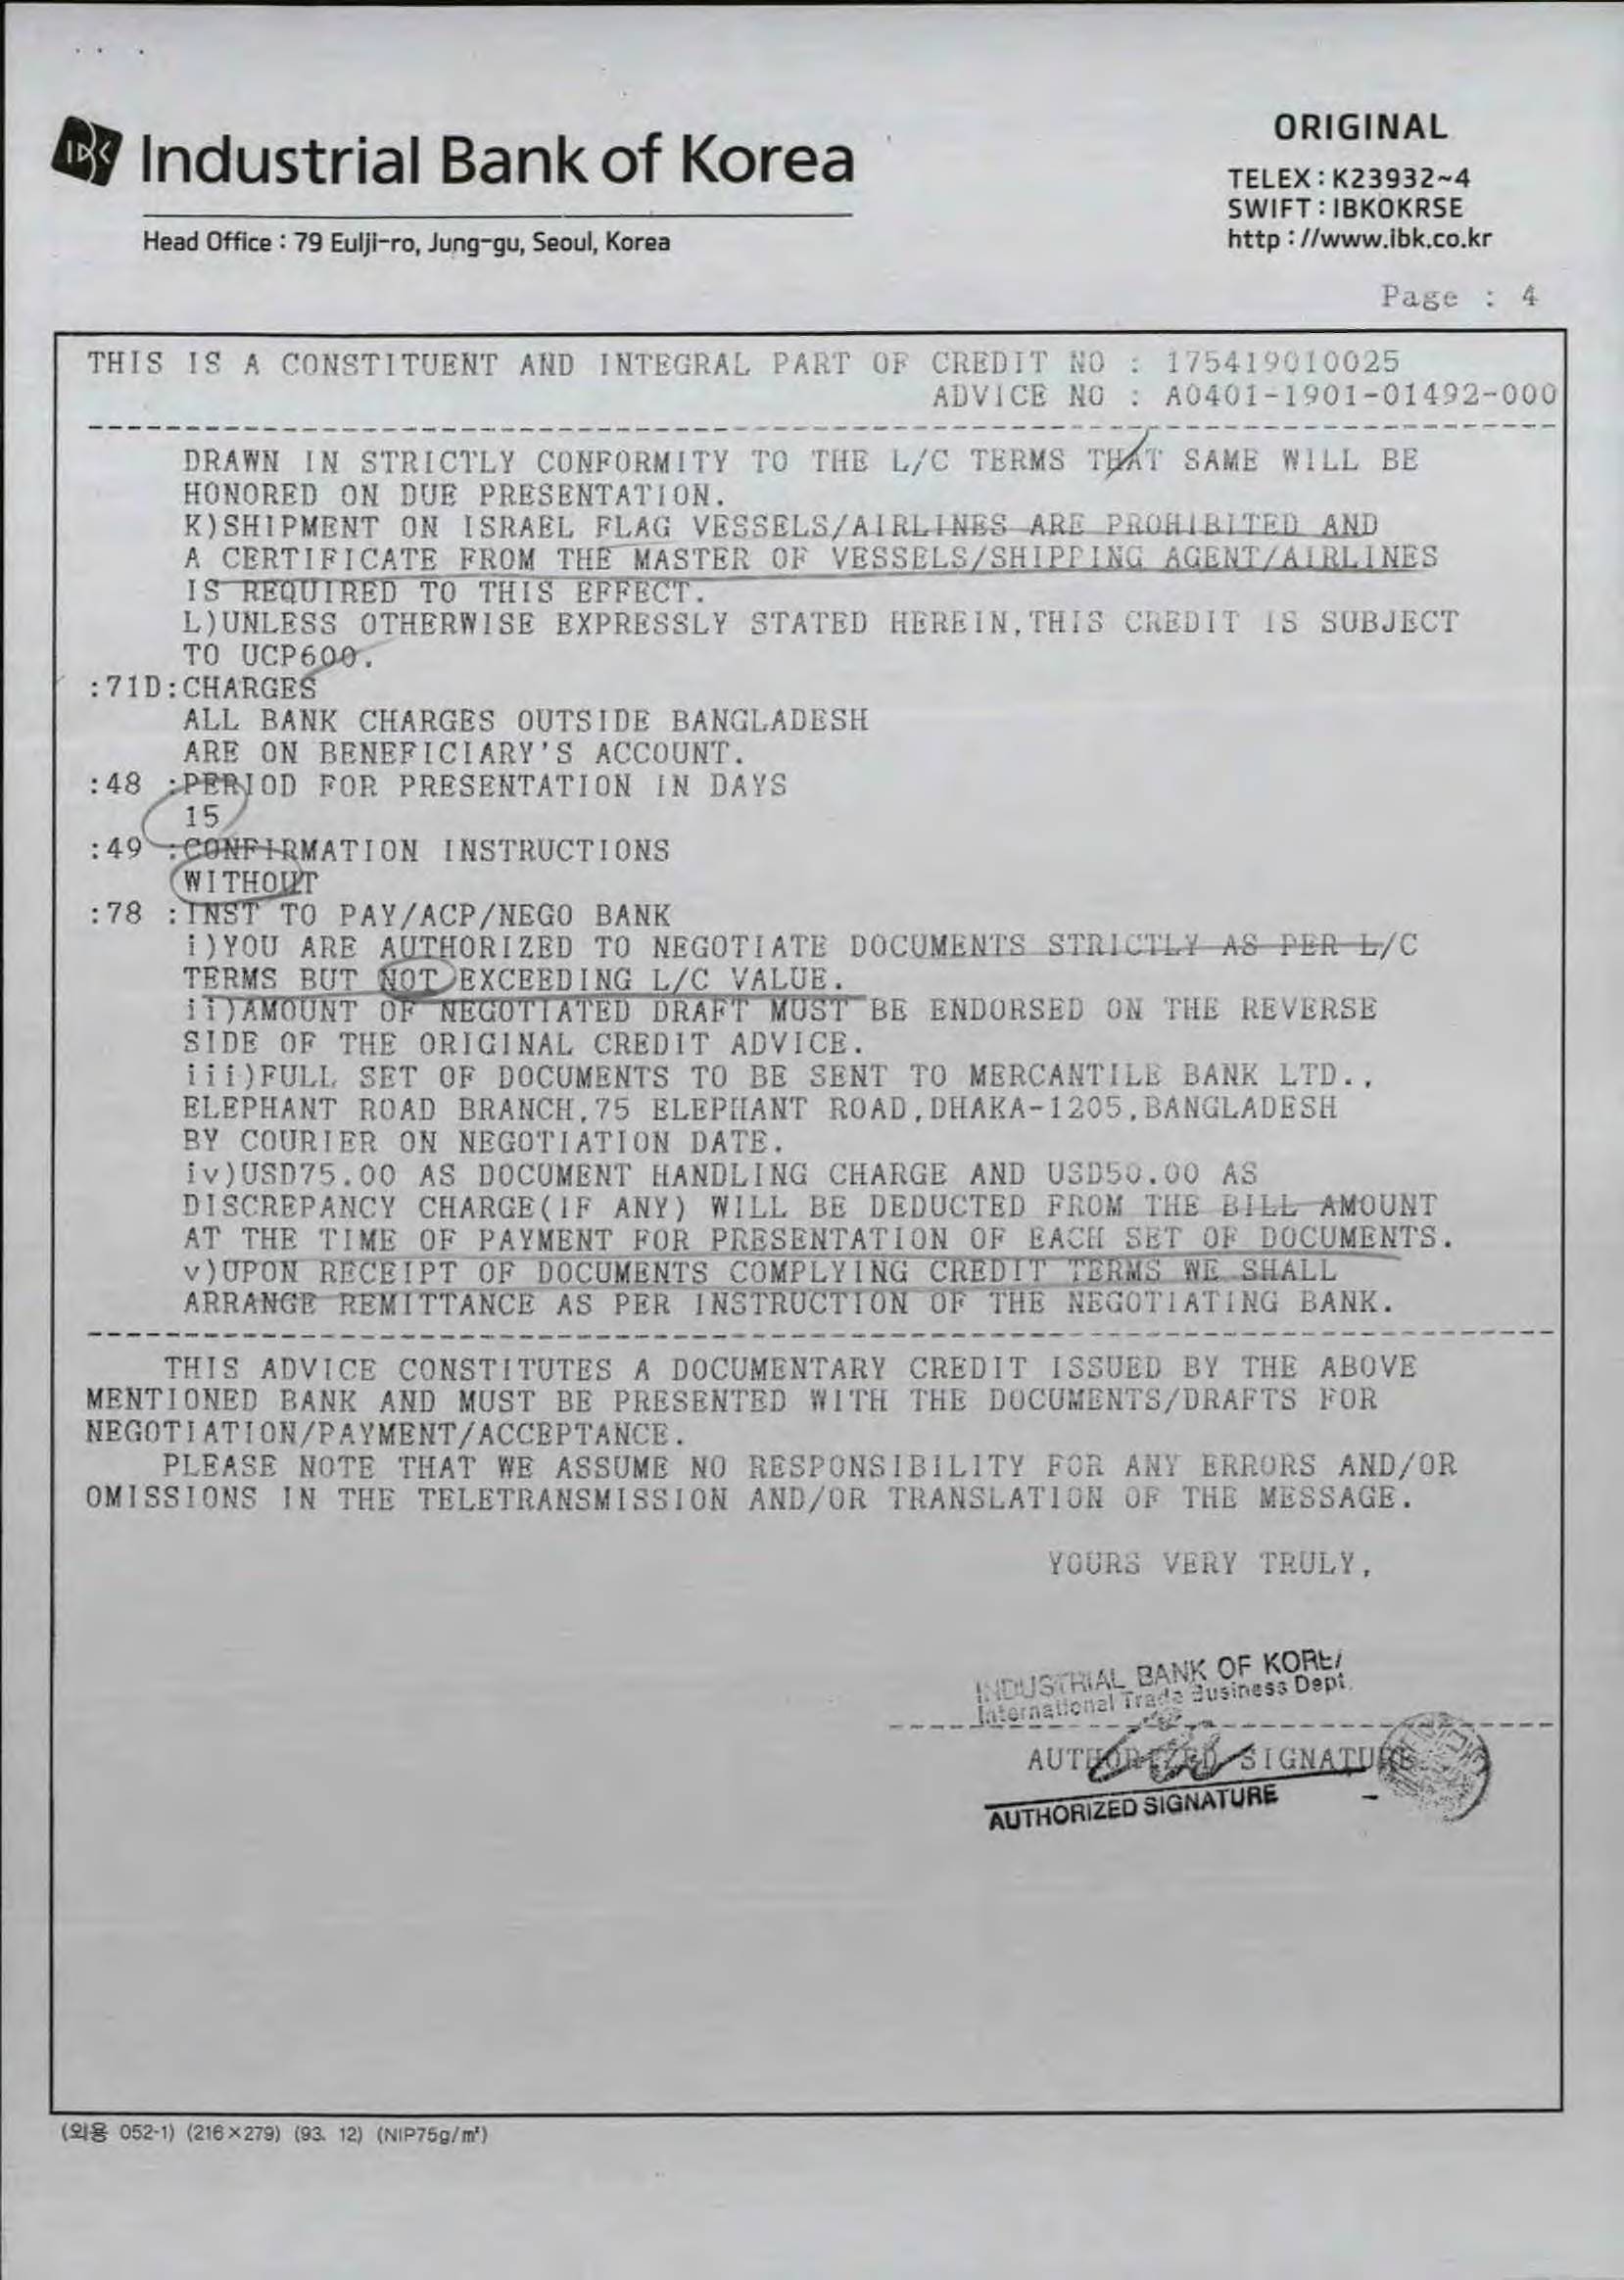 IBK Industrial Bank of Korea
Head Office : 79 Eulji-ro, Jung-gu, Seoul, Korea
ORIGINAL
TELEX : K23932~4
SWIFT : IBKOKRSE
http : //www.ibk.co.kr
Page : 4
THIS IS A CONSTITUENT AND INTEGRAL PART OF CREDIT NO : 175419010025
ADVICE NO : A0401-1901-01492-000
DRAWN IN STRICTLY CONFORMITY TO THE L/C TERMS THAT SAME WILL BE
HONORED ON DUE PRESENTATION.
K)SHIPMENT ON ISRAEL FLAG VESSELS/AIRLINES ARE PROHIBITED AND
A CERTIFICATE FROM THE MASTER OF VESSELS/SHIPPING AGENT/AIRLINES
IS REQUIRED TO THIS EFFECT.
L)UNLESS OTHERWISE EXPRESSLY STATED HEREIN,THIS CREDIT IS SUBJECT
TO UCP600.
:71D:CHARGES
ALL BANK CHARGES OUTSIDE BANGLADESH
ARE ON BENEFICIARY'S ACCOUNT.
:48 :PERIOD FOR PRESENTATION IN DAYS
15
:49 :CONFIRMATION INSTRUCTIONS
WITHOUT
:78 :INST TO PAY/ACP/NEGO BANK
i)YOU ARE AUTHORIZED TO NEGOTIATE DOCUMENTS STRICTLY AS PER L/C
TERMS BUT NOT EXCEEDING L/C VALUE.
ii)AMOUNT OF NEGOTIATED DRAFT MUST BE ENDORSED ON THE REVERSE
SIDE OF THE ORIGINAL CREDIT ADVICE.
iii)FULL SET OF DOCUMENTS TO BE SENT TO MERCANTILE BANK LTD.,
ELEPHANT ROAD BRANCH,75 ELEPHANT ROAD,DHAKA-1205,BANGLADESH
BY COURIER ON NEGOTIATION DATE.
iv)USD75.00 AS DOCUMENT HANDLING CHARGE AND USD50.00 AS
DISCREPANCY CHARGE(IF ANY) WILL BE DEDUCTED FROM THE BILL AMOUNT
AT THE TIME OF PAYMENT FOR PRESENTATION OF EACH SET OF DOCUMENTS.
v)UPON RECEIPT OF DOCUMENTS COMPLYING CREDIT TERMS WE SHALL
ARRANGE REMITTANCE AS PER INSTRUCTION OF THE NEGOTIATING BANK.
THIS ADVICE CONSTITUTES A DOCUMENTARY CREDIT ISSUED BY THE ABOVE
MENTIONED BANK AND MUST BE PRESENTED WITH THE DOCUMENTS/DRAFTS FOR
NEGOTIATION/PAYMENT/ACCEPTANCE.
PLEASE NOTE THAT WE ASSUME NO RESPONSIBILITY FOR ANY ERRORS AND/OR
OMISSIONS IN THE TELETRANSMISSION AND/OR TRANSLATION OF THE MESSAGE.
YOURS VERY TRULY,
INDUSTRIAL BANK OF KOREA
International Trade Business Dept.
AUTHORIZED SIGNATURE
AUTHORIZED SIGNATURE
(외용 052-1) (216×279) (93. 12) (NIP75g/m²)